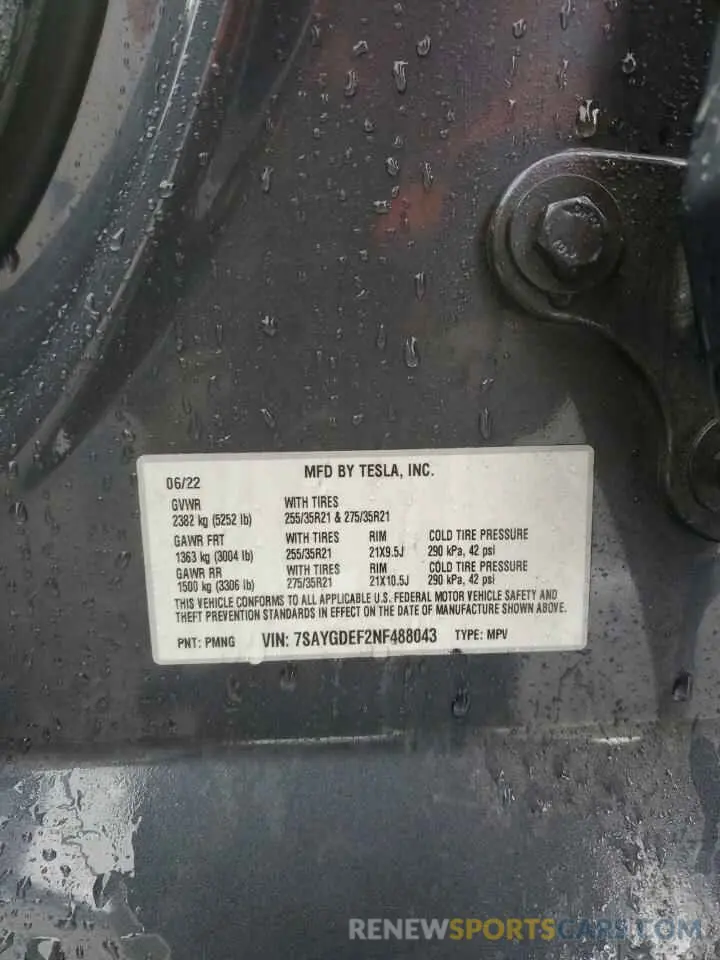 06/22 MFD BY TESLA, INC.
GVWR WITH TIRES
2382 kg (5252 lb) 255/35R21 & 275/35R21
GAWR FRT WITH TIRES RIM COLD TIRE PRESSURE
1363 kg (3004 lb) 255/35R21 21X9.5J 290 kPa, 42 psi
GAWR RR WITH TIRES RIM COLD TIRE PRESSURE
1500 kg (3306 lb) 275/35R21 21X10.5J 290 kPa, 42 psi
THIS VEHICLE CONFORMS TO ALL APPLICABLE U.S. FEDERAL MOTOR VEHICLE SAFETY AND
THEFT PREVENTION STANDARDS IN EFFECT ON THE DATE OF MANUFACTURE SHOWN ABOVE.
PNT: PMNG VIN: 7SAYGDEF2NF488043 TYPE: MPV
RENEWSPORTSCARS.COM